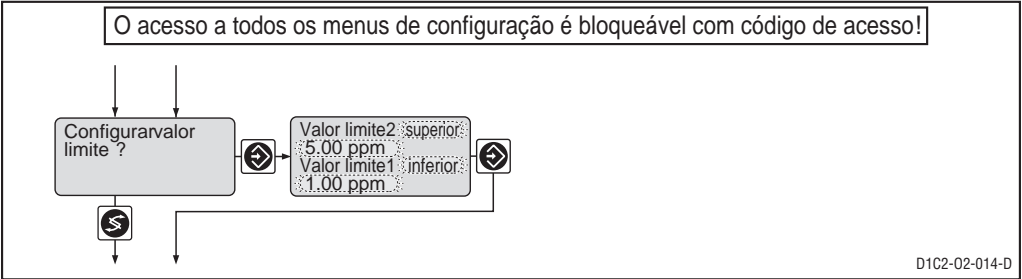 O acesso a todos os menus de configuração é bloqueável com código de acesso!
Configurarvalor
limite ?
Valor limite2 superior
5.00 ppm
Valor limite1 inferior
1.00 ppm
D1C2-O2-014-D